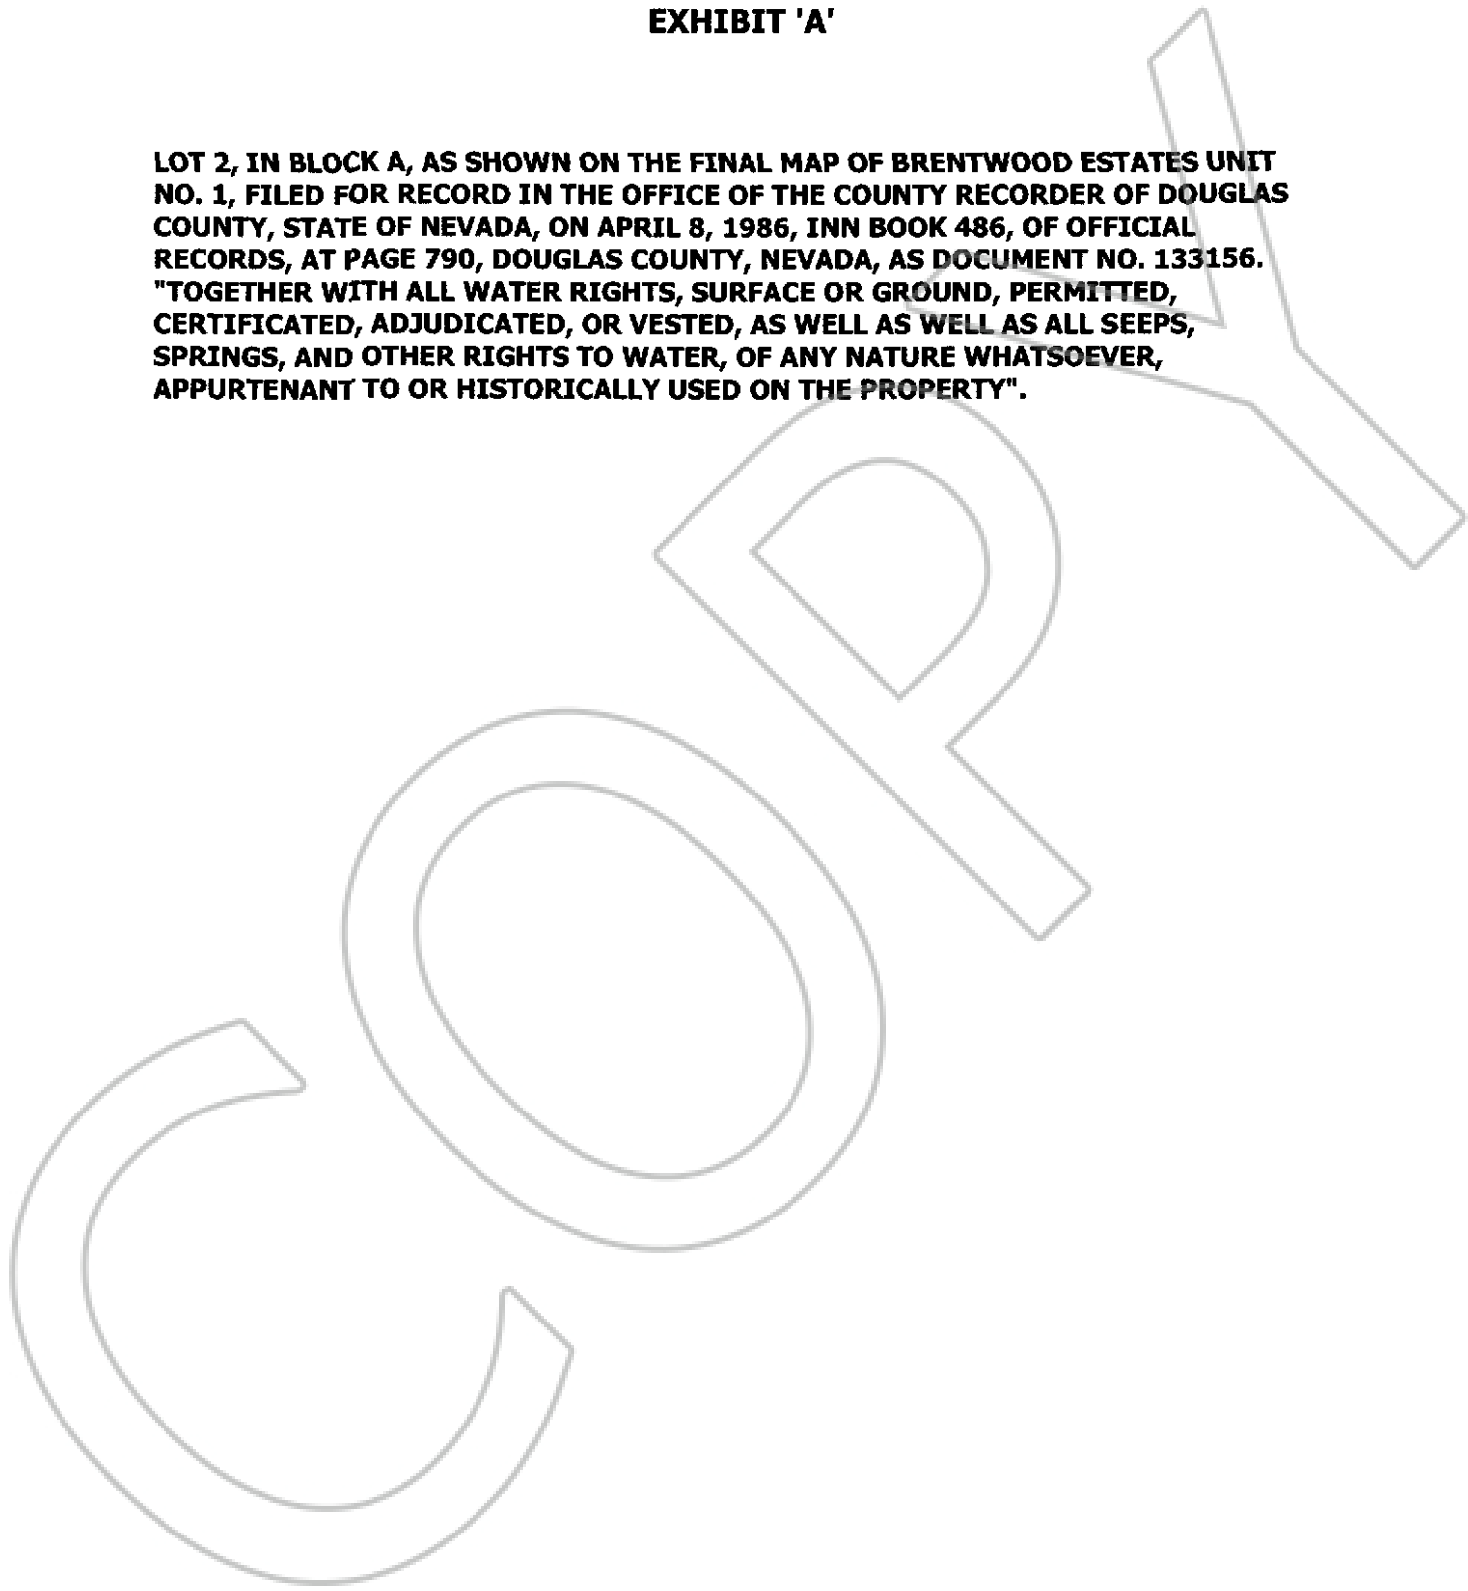 EXHIBIT 'A'
LOT 2, IN BLOCK A, AS SHOWN ON THE FINAL MAP OF BRENTWOOD ESTATES UNIT
NO. 1, FILED FOR RECORD IN THE OFFICE OF THE COUNTY RECORDER OF DOUGLAS
COUNTY, STATE OF NEVADA, ON APRIL 8, 1986, INN BOOK 486, OF OFFICIAL
RECORDS, AT PAGE 790, DOUGLAS COUNTY, NEVADA, AS DOCUMENT NO. 133156.
"TOGETHER WITH ALL WATER RIGHTS, SURFACE OR GROUND, PERMITTED,
CERTIFICATED, ADJUDICATED, OR VESTED, AS WELL AS WELL AS ALL SEEPS,
SPRINGS, AND OTHER RIGHTS TO WATER, OF ANY NATURE WHATSOEVER,
APPURTENANT TO OR HISTORICALLY USED ON THE PROPERTY".
COPY